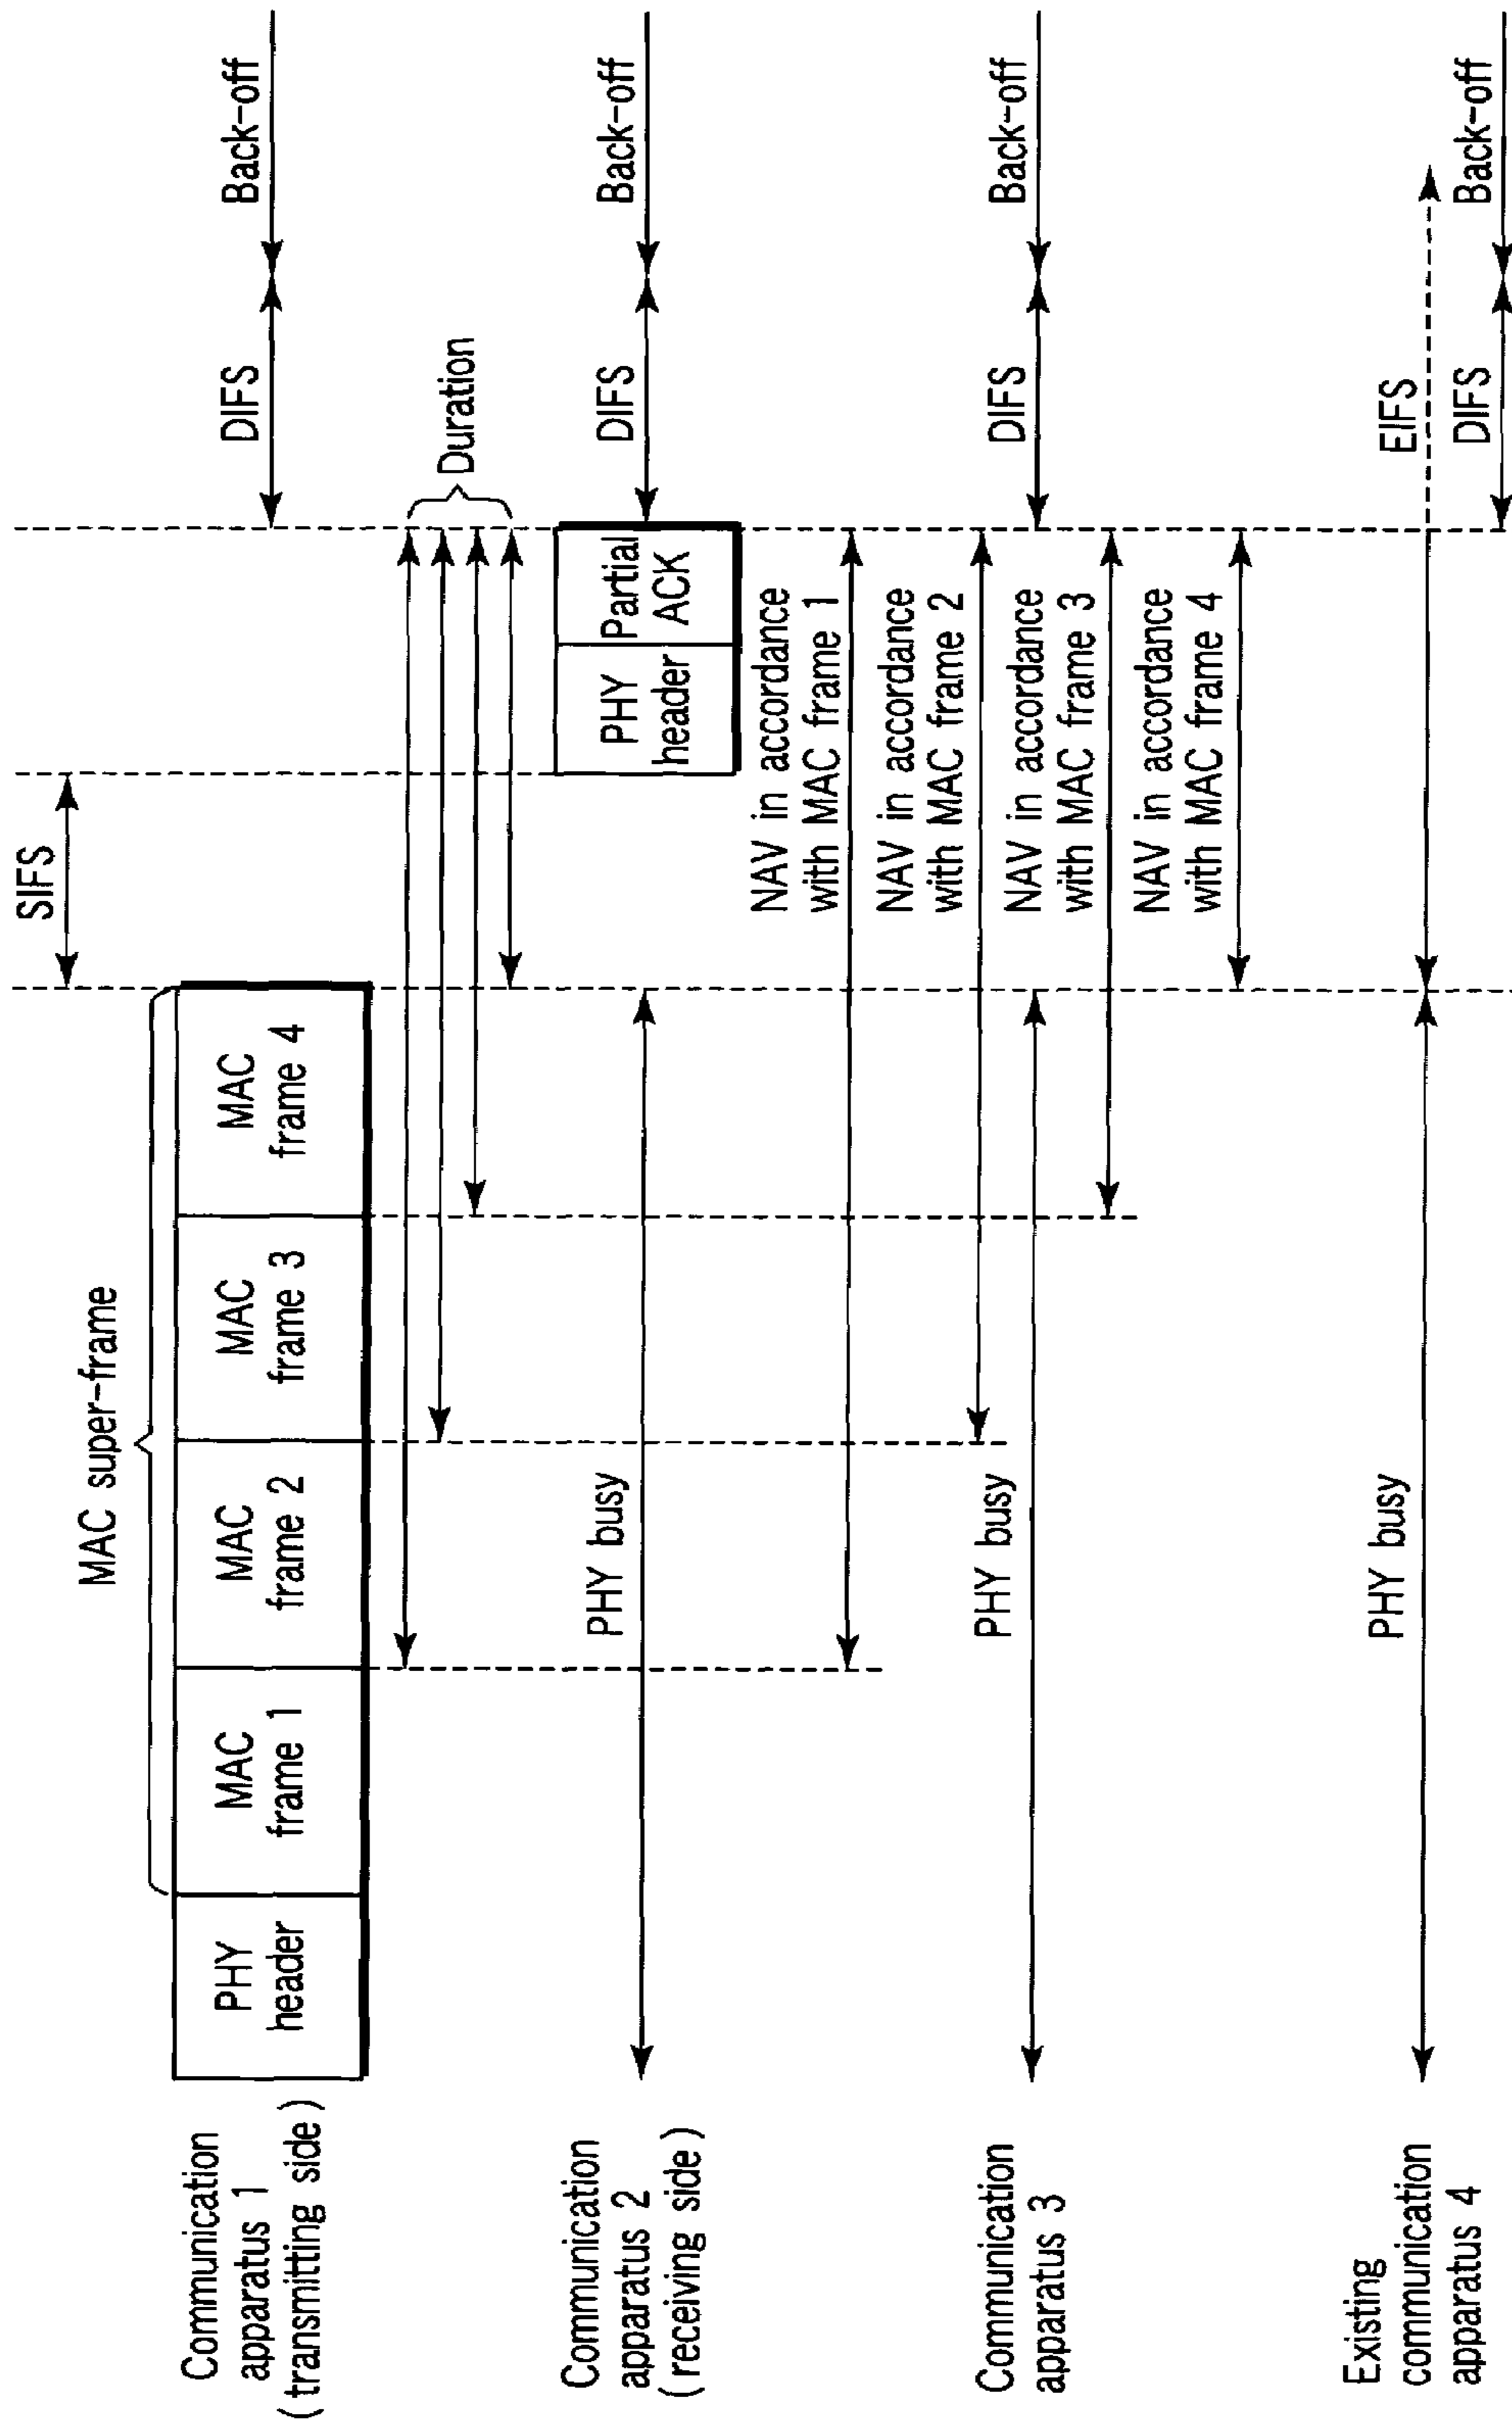 SIFS
MAC super-frame
Communication
apparatus 1
( transmitting side )
PHY
header
MAC
frame 1
MAC
frame 2
MAC
frame 3
MAC
frame 4
DIFS
Back-off
Duration
Communication
apparatus 2
( receiving side )
PHY busy
PHY
header
Partial
ACK
DIFS
Back-off
NAV in accordance
with MAC frame 1
NAV in accordance
with MAC frame 2
NAV in accordance
with MAC frame 3
NAV in accordance
with MAC frame 4
Communication
apparatus 3
PHY busy
DIFS
Back-off
Existing
communication
apparatus 4
PHY busy
EIFS
DIFS
Back-off